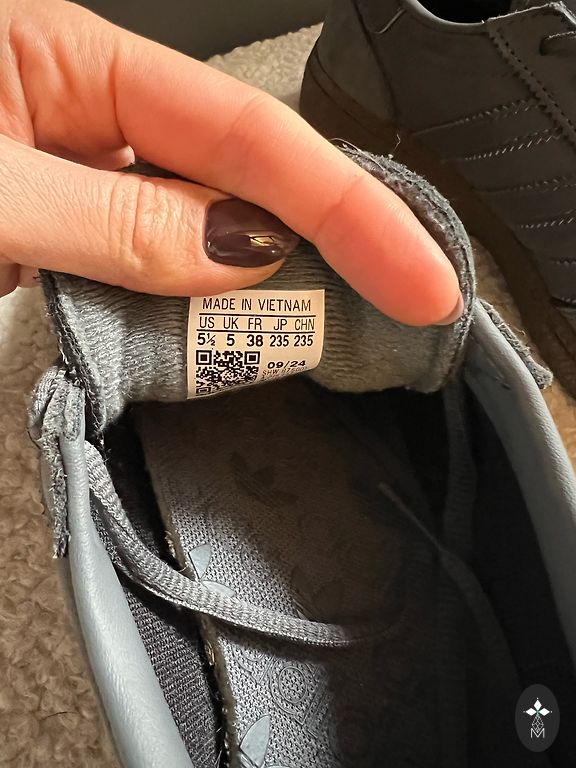 MADE IN VIETNAM
US UK FR JP CHN
5½ 5 38 235 235
09/24